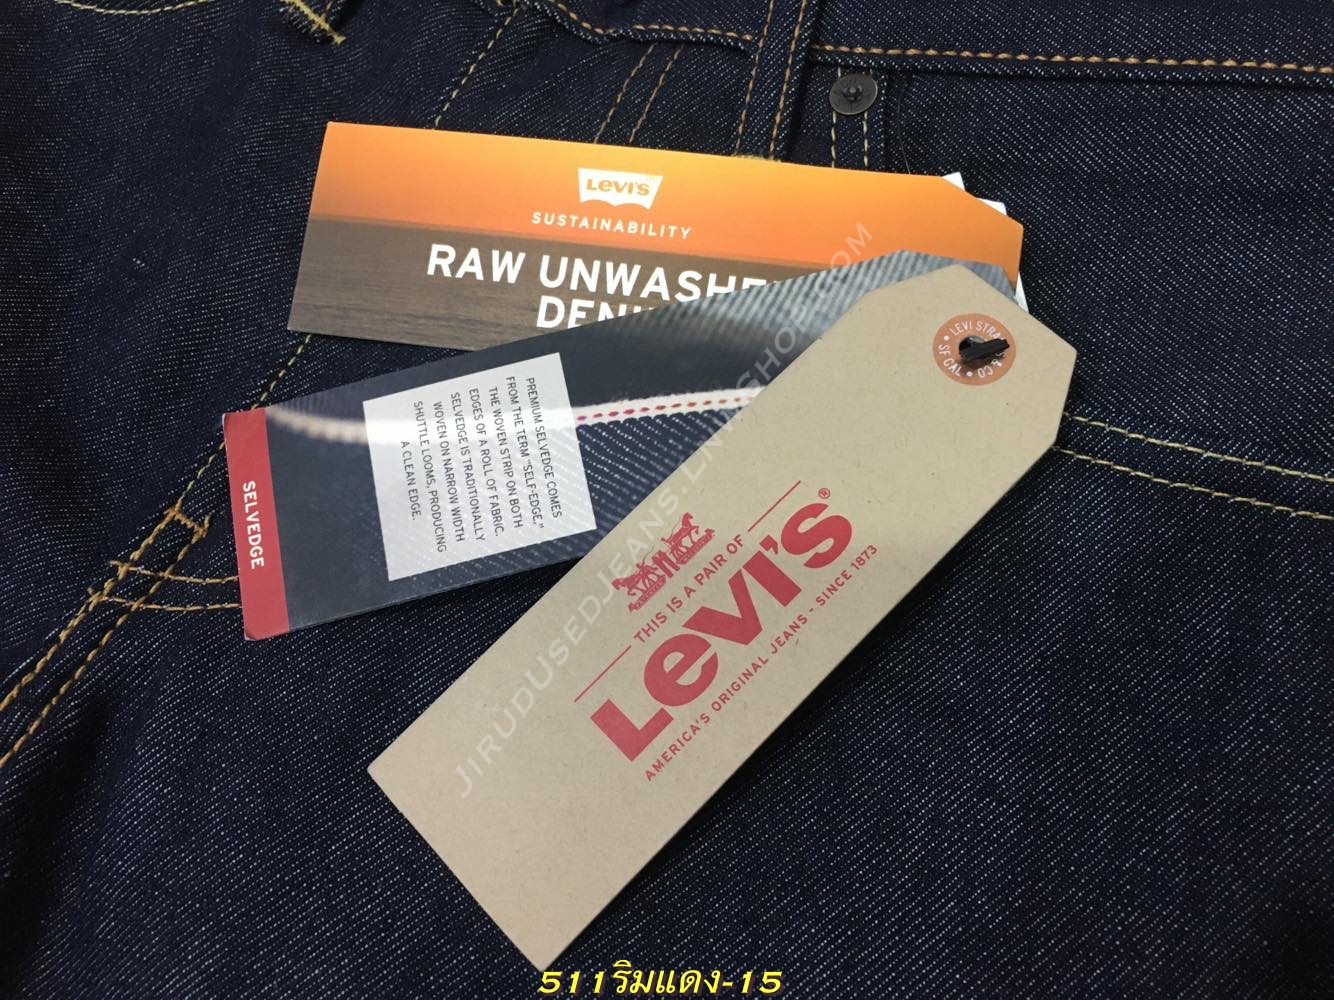 Levi's
SUSTAINABILITY
RAW UNWASHE
DENI
PREMIUM SELVEDGE COMES
FROM THE TERM "SELF-EDGE,"
THE WOVEN STRIP ON BOTH
EDGES OF A ROLL OF FABRIC.
SELVEDGE IS TRADITIONALLY
WOVEN ON NARROW WIDTH
SHUTTLE LOOMS, PRODUCING
A CLEAN EDGE.
SELVEDGE
LEVI STRA & CO
SF CAL
THIS IS A PAIR OF
Levi's®
AMERICA'S ORIGINAL JEANS - SINCE 1873
JIRUDUSEDJEANS.LNWSHOP.COM
511ริมแดง-15